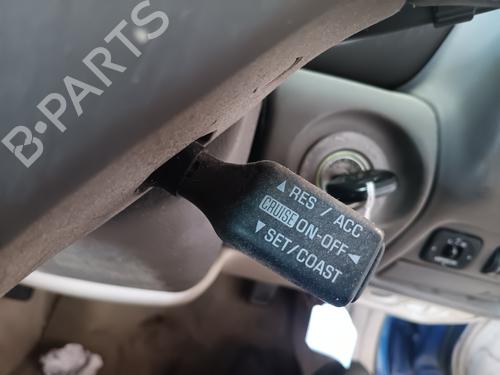 B-PARTS
▲ RES / ACC
CRUISE ON-OFF ◀
▼ SET/COAST